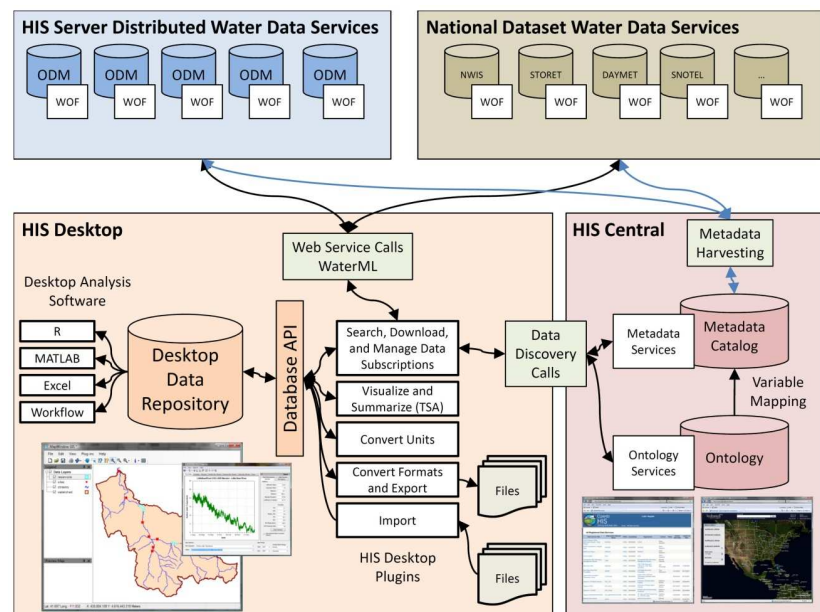 HIS Server Distributed Water Data Services
ODM
ODM
ODM
ODM
ODM
WOF
WOF
WOF
WOF
WOF
National Dataset Water Data Services
NWIS
STORET
DAYMET
SNOTEL
...
WOF
WOF
WOF
WOF
WOF
HIS Desktop
Web Service Calls
WaterML
Desktop Analysis
Software
R
MATLAB
Excel
Workflow
Desktop
Data
Repository
Database API
Search, Download,
and Manage Data
Subscriptions
Visualize and
Summarize (TSA)
Convert Units
Convert Formats
and Export
Import
Files
Files
HIS Desktop
Plugins
Data
Discovery
Calls
HIS Central
Metadata
Harvesting
Metadata
Services
Metadata
Catalog
Variable
Mapping
Ontology
Services
Ontology
HIS